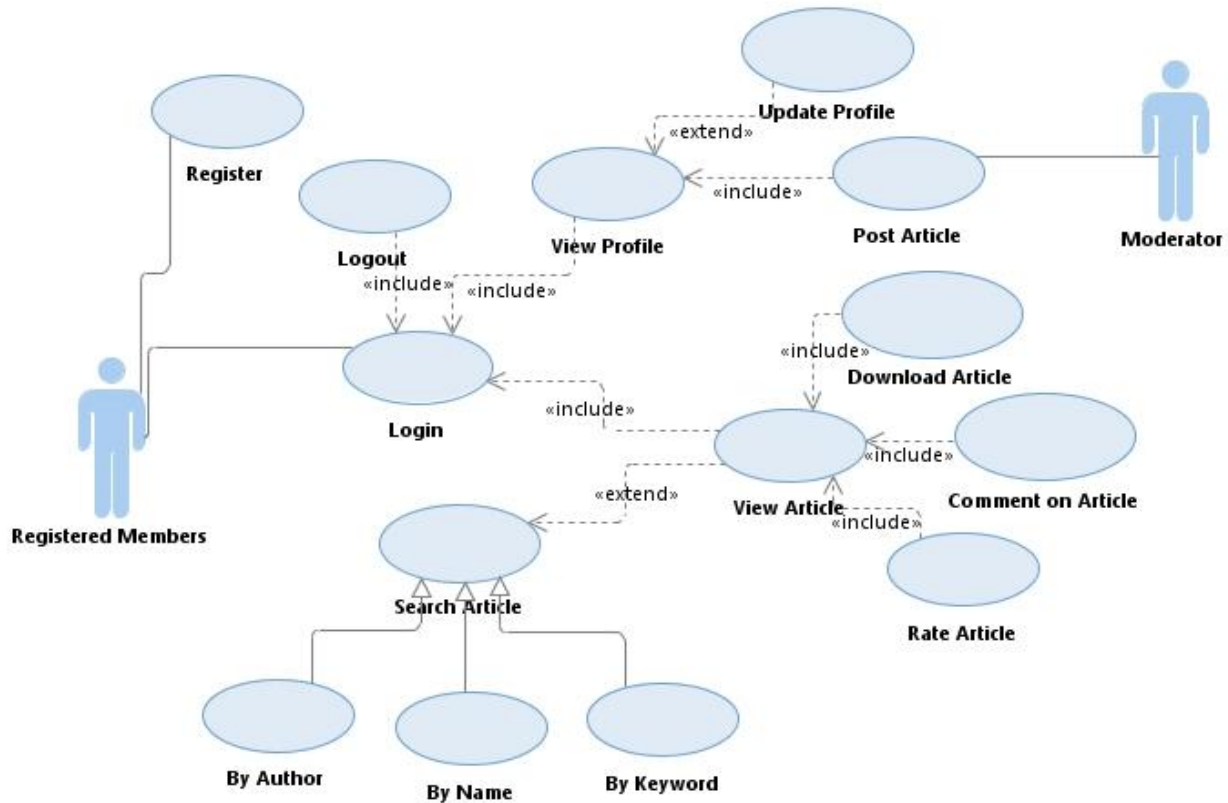 Update Profile
«extend»
Register
«include»
Logout
View Profile
Post Article
Moderator
«include»
«include»
«include»
Download Article
Login
«include»
«include»
Comment on Article
«extend»
View Article
«include»
Registered Members
Search Article
Rate Article
By Author
By Name
By Keyword